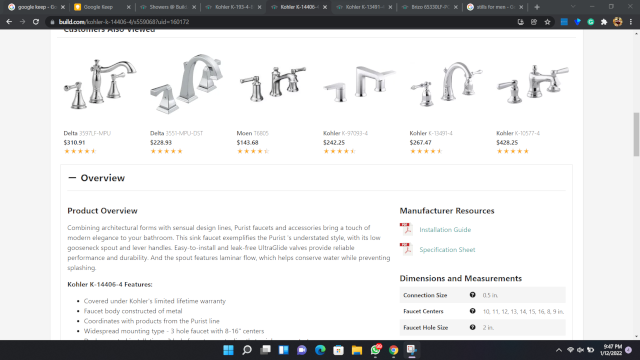 google keep - G
Google Keep
Showers @ Build
Kohler K-193-4-
Kohler K-14406-
Kohler K-13491-
Brizo 65330LF-PC
stills for men - G
build.com/kohler-k-14406-4/s559068?uid=160172
Customers Also Viewed
Delta 3597LF-MPU
$310.91
Delta 3551-MPU-DST
$228.93
Moen T6805
$143.68
Kohler K-97093-4
$242.25
Kohler K-13491-4
$267.47
Kohler K-10577-4
$428.25
Overview
Product Overview
Combining architectural forms with sensual design lines, Purist faucets and accessories bring a touch of
modern elegance to your bathroom. This sink faucet exemplifies the Purist 's understated style, with its low
gooseneck spout and lever handles. Easy-to-install and leak-free UltraGlide valves provide reliable
performance and durability. And the spout features laminar flow, which helps conserve water while preventing
splashing.
Kohler K-14406-4 Features:
• Covered under Kohler's limited lifetime warranty
• Faucet body constructed of metal
• Coordinates with products from the Purist line
• Widespread mounting type - 3 hole faucet with 8-16" centers
Manufacturer Resources
Installation Guide
Specification Sheet
Dimensions and Measurements
Connection Size 0.5 in.
Faucet Centers 10, 11, 12, 13, 14, 15, 16, 8, 9 in.
Faucet Hole Size 2 in.
9:47 PM
1/12/2022